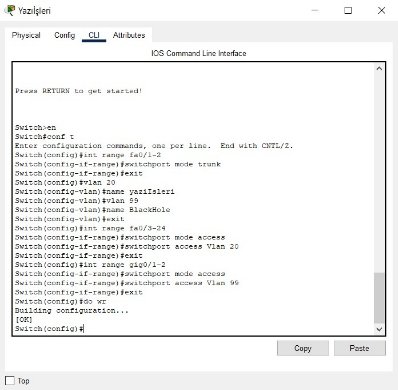 Yazılşleri
Physical Config CLI Attributes
IOS Command Line Interface
Press RETURN to get started!
Switch>en
Switch#conf t
Enter configuration commands, one per line. End with CNTL/Z.
Switch(config)#int range fa0/1-2
Switch(config-if-range)#switchport mode trunk
Switch(config-if-range)#exit
Switch(config)#vlan 20
Switch(config-vlan)#name yaziIsleri
Switch(config-vlan)#vlan 99
Switch(config-vlan)#name BlackHole
Switch(config-vlan)#exit
Switch(config)#int range fa0/3-24
Switch(config-if-range)#switchport mode access
Switch(config-if-range)#switchport access Vlan 20
Switch(config-if-range)#exit
Switch(config)#int range gig0/1-2
Switch(config-if-range)#switchport mode access
Switch(config-if-range)#switchport access Vlan 99
Switch(config-if-range)#exit
Switch(config)#do wr
Building configuration...
[OK]
Switch(config)#
Copy Paste
Top